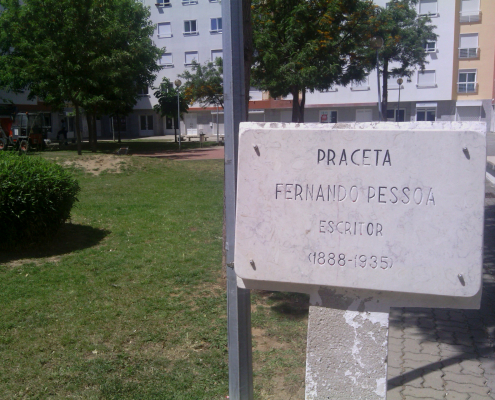 PRACETA
FERNANDO PESSOA
ESCRITOR
(1888-1935)